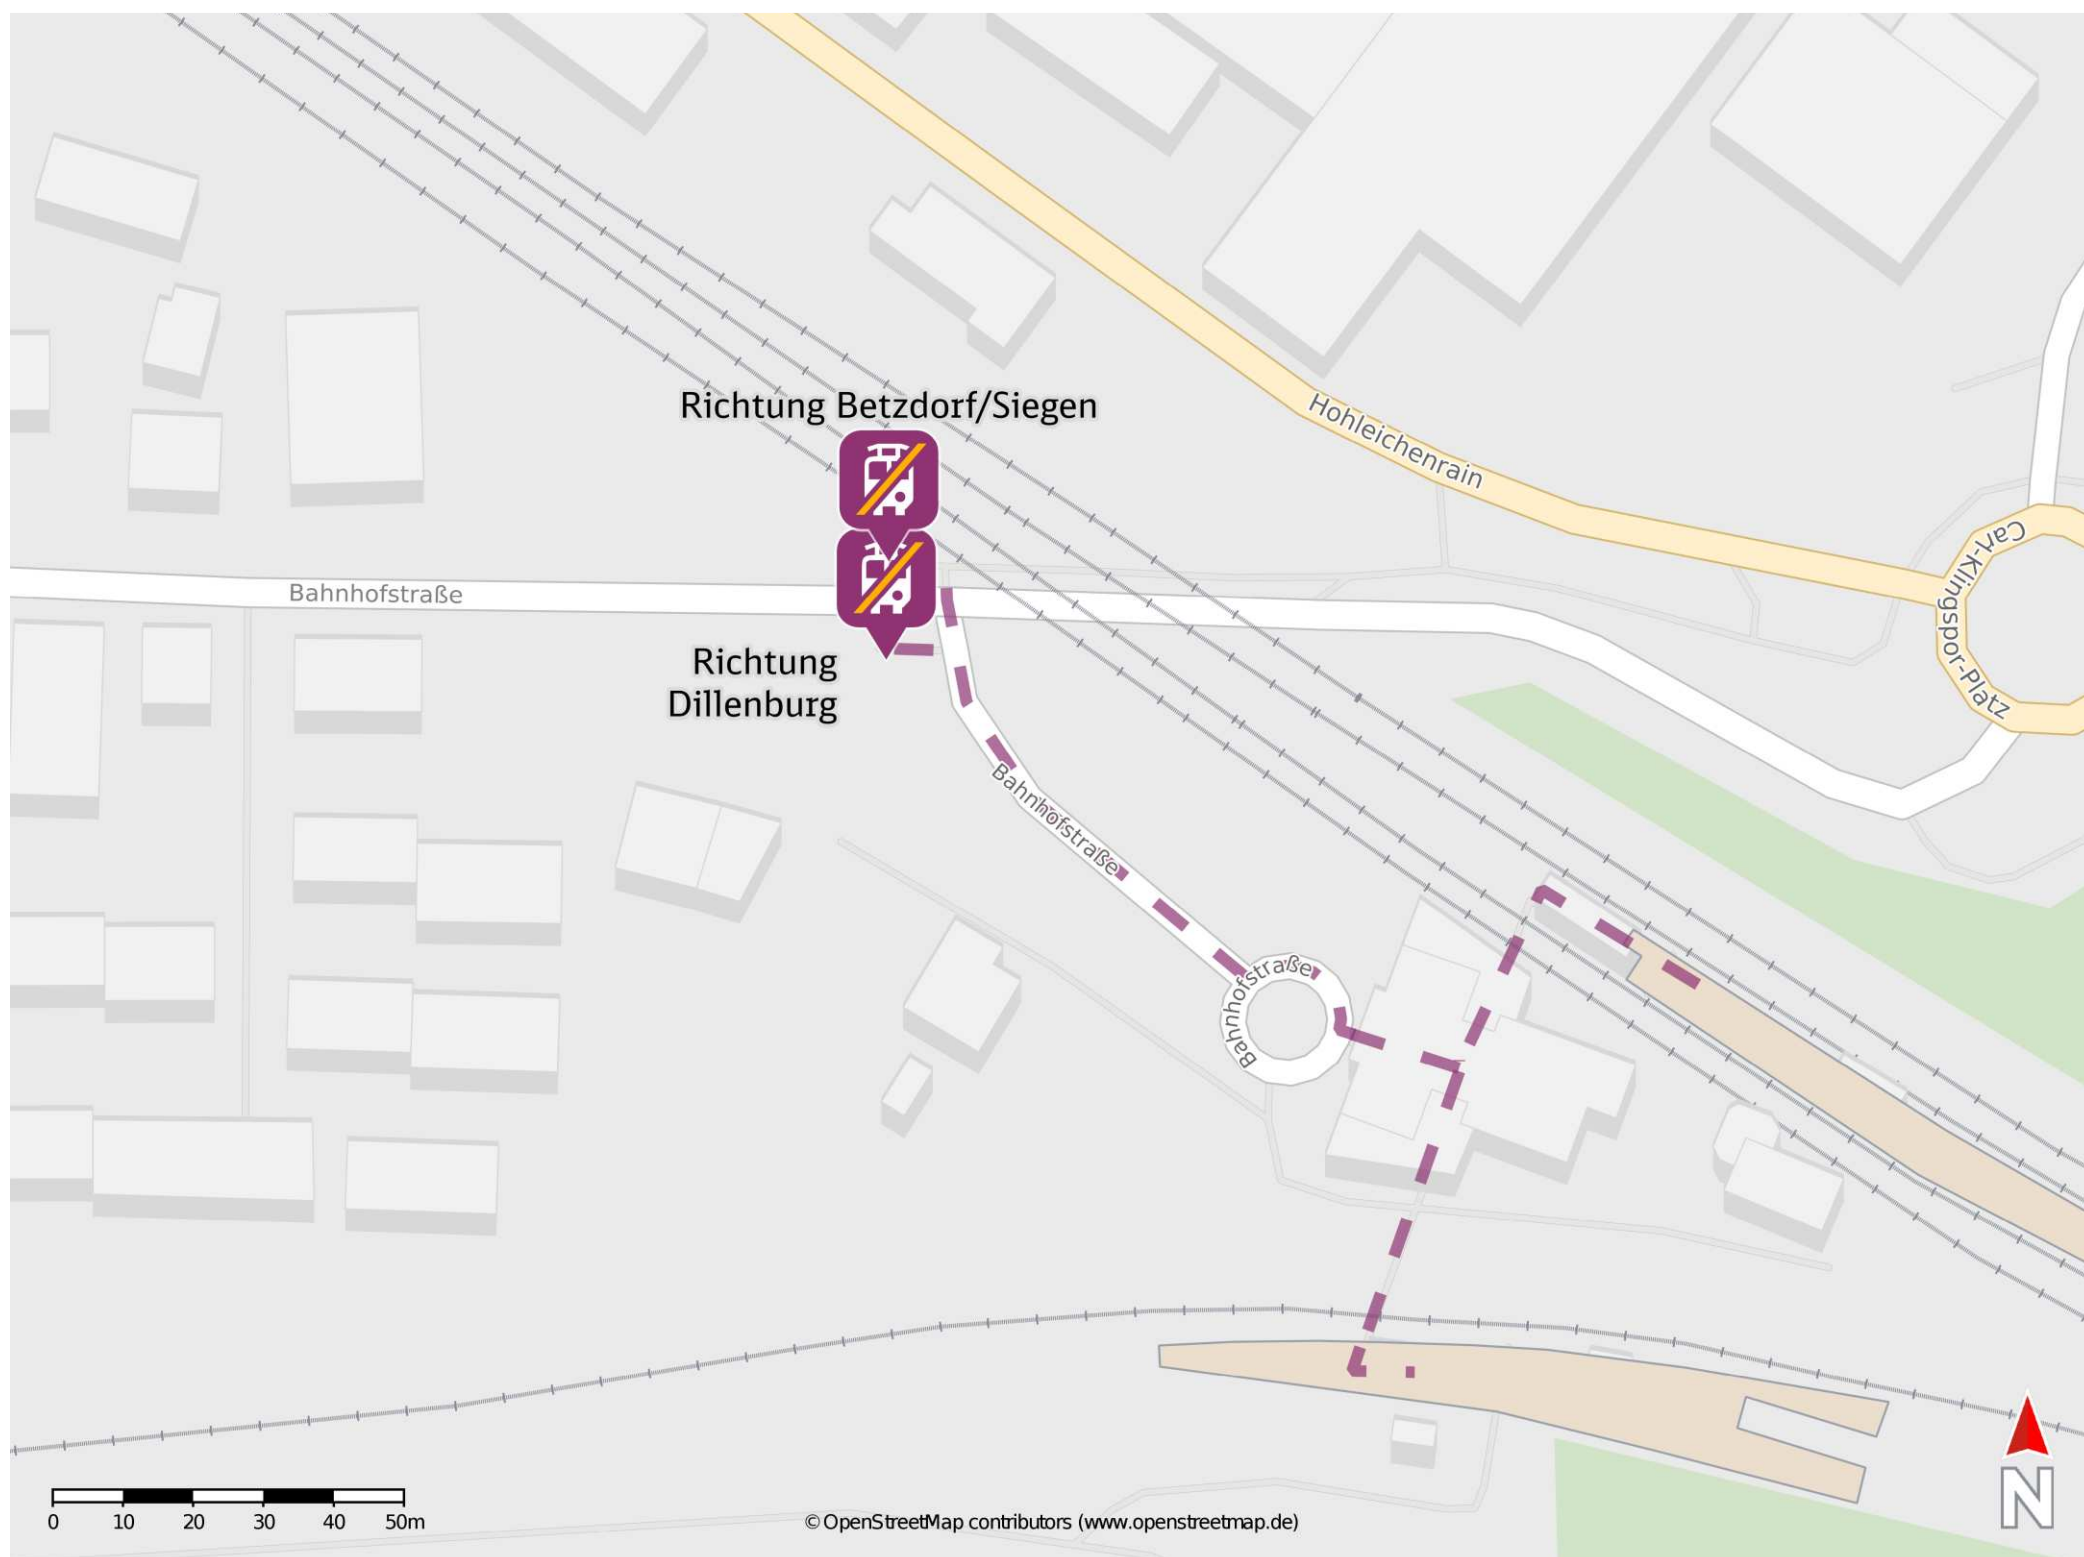 Richtung Betzdorf/Siegen
Hohleichenrain
Carl-Klingspor-Platz
Bahnhofstraße
Richtung
Dillenburg
Bahnhofstraße
Bahnhofstraße
0 10 20 30 40 50m
© OpenStreetMap contributors (www.openstreetmap.de)
N